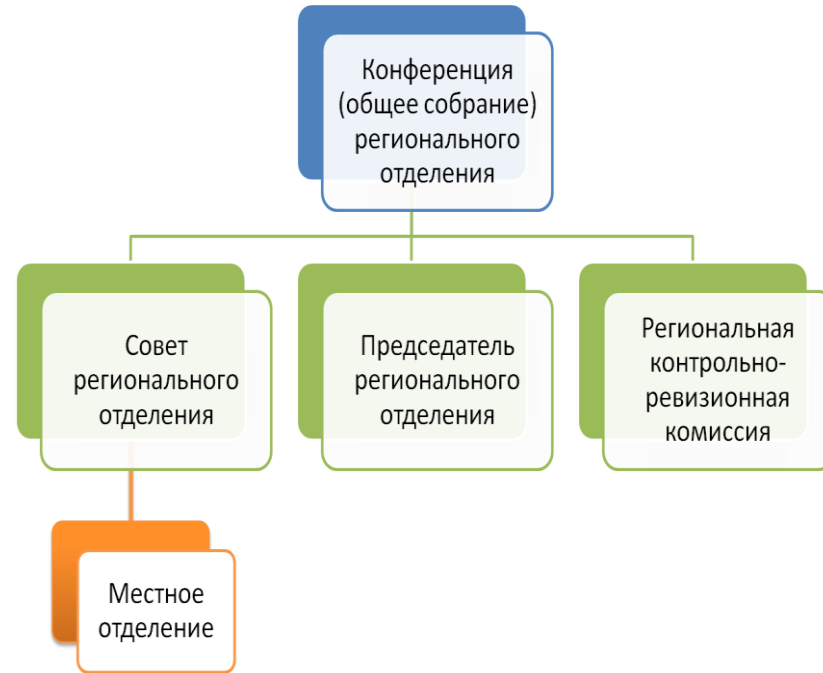 Конференция
(общее собрание)
регионального
отделения
Совет
регионального
отделения
Председатель
регионального
отделения
Региональная
контрольно-
ревизионная
комиссия
Местное
отделение